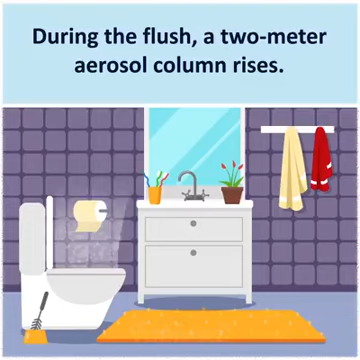 During the flush, a two-meter
aerosol column rises.